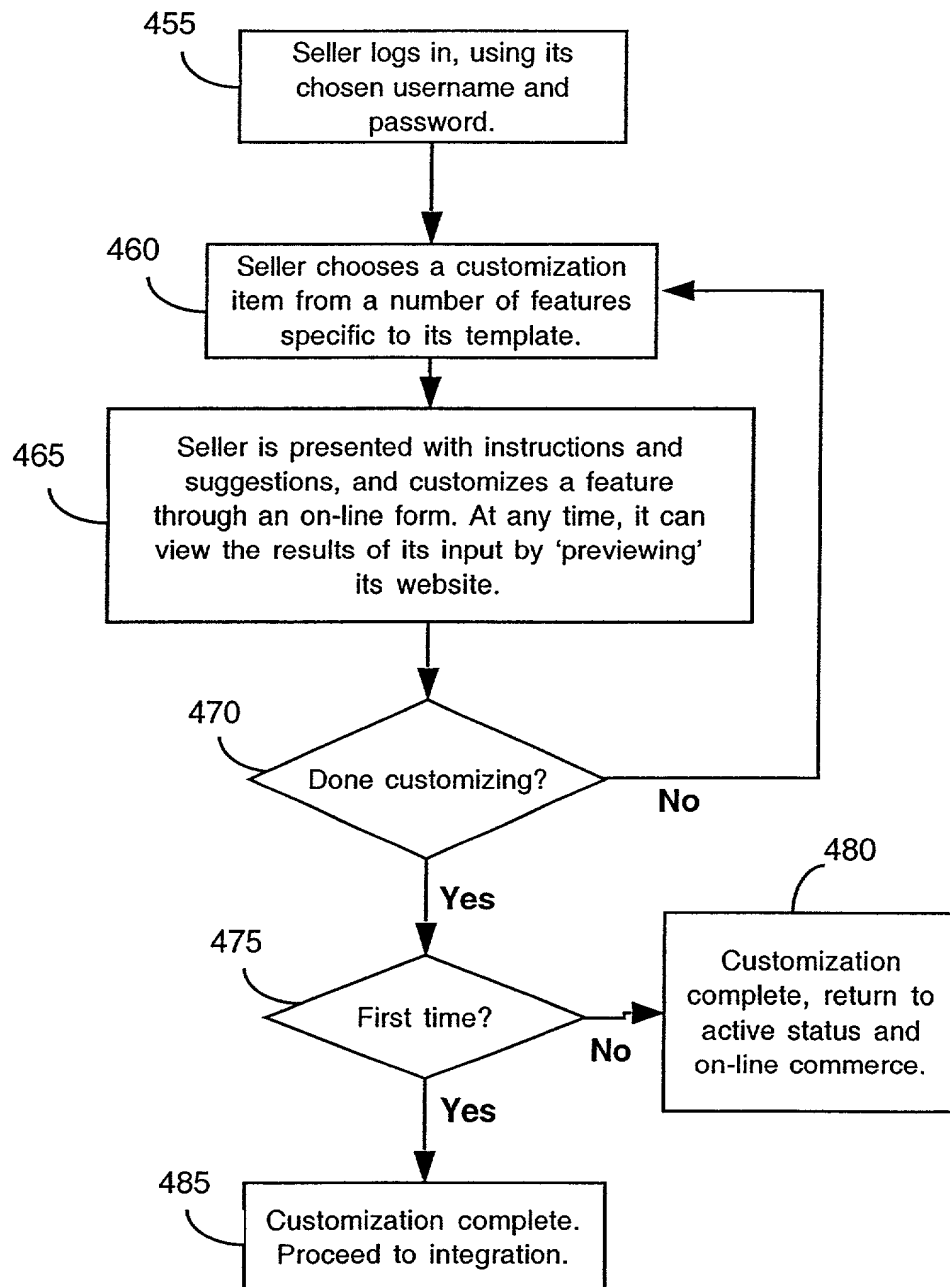 455
Seller logs in, using its
chosen username and
password.
460
Seller chooses a customization
item from a number of features
specific to its template.
465
Seller is presented with instructions and
suggestions, and customizes a feature
through an on-line form. At any time, it can
view the results of its input by ‘previewing’
its website.
470
Done customizing?
No
Yes
480
475
First time?
No
Customization
complete, return to
active status and
on-line commerce.
Yes
485
Customization complete.
Proceed to integration.